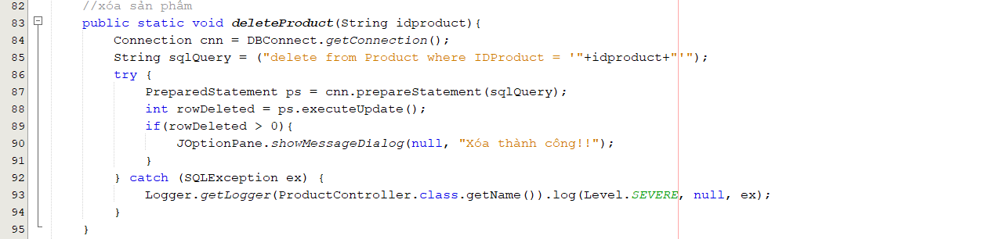 82 //xóa sản phẩm
83 public static void deleteProduct(String idproduct){
84 Connection cnn = DBConnect.getConnection();
85 String sqlQuery = ("delete from Product where IDProduct = '"+idproduct+"'");
86 try {
87 PreparedStatement ps = cnn.prepareStatement(sqlQuery);
88 int rowDeleted = ps.executeUpdate();
89 if(rowDeleted > 0){
90 JOptionPane.showMessageDialog(null, "Xóa thành công!!");
91 }
92 } catch (SQLException ex) {
93 Logger.getLogger(ProductController.class.getName()).log(Level.SEVERE, null, ex);
94 }
95 }